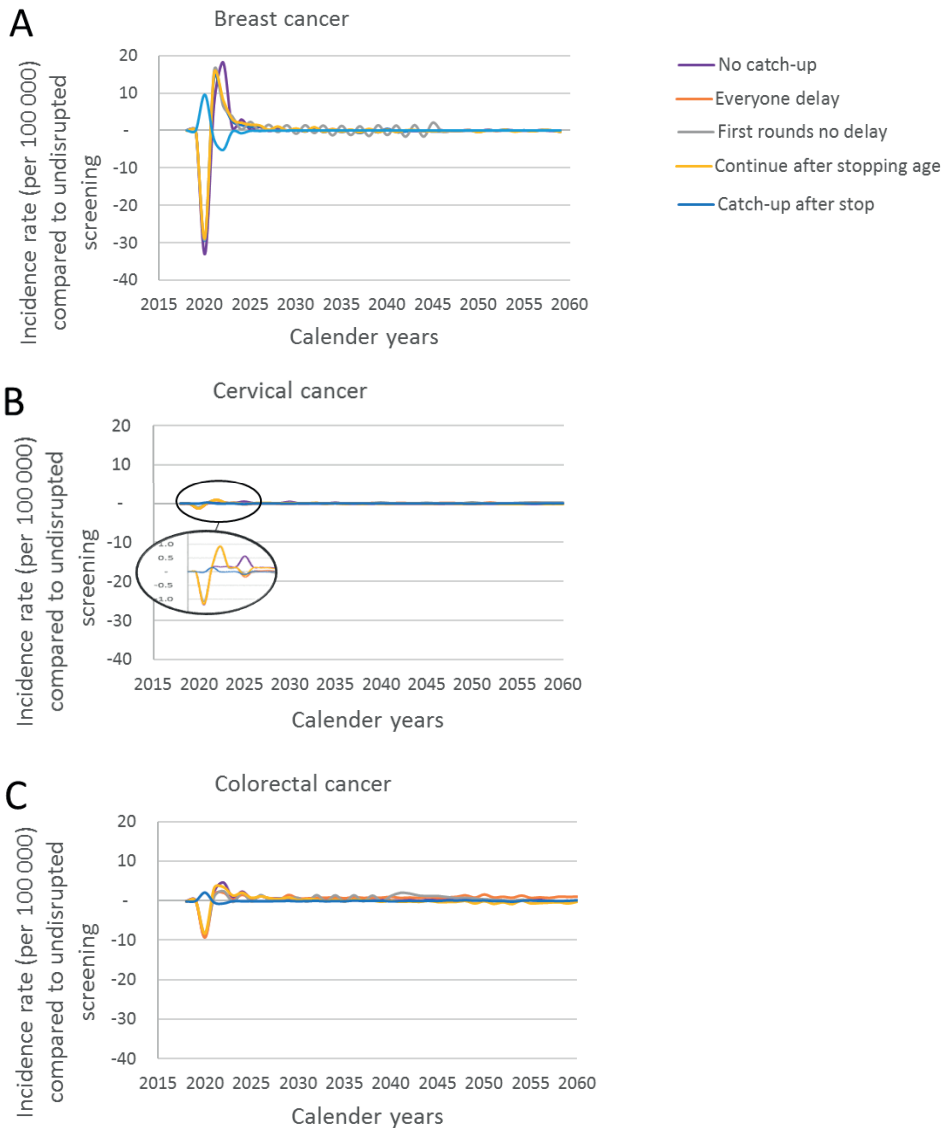 A
Breast cancer
Incidence rate (per 100 000)
compared to undisrupted
screening
20
10
-
-10
-20
-30
-40
2015 2020 2025 2030 2035 2040 2045 2050 2055 2060
Calender years
No catch-up
Everyone delay
First rounds no delay
Continue after stopping age
Catch-up after stop
B
Cervical cancer
Incidence rate (per 100 000)
compared to undisrupted
screening
20
10
-
-10
-20
-30
-40
1.0
0.5
-
-0.5
-1.0
2015 2020 2025 2030 2035 2040 2045 2050 2055 2060
Calender years
C
Colorectal cancer
Incidence rate (per 100 000)
compared to undisrupted
screening
20
10
-
-10
-20
-30
-40
2015 2020 2025 2030 2035 2040 2045 2050 2055 2060
Calender years